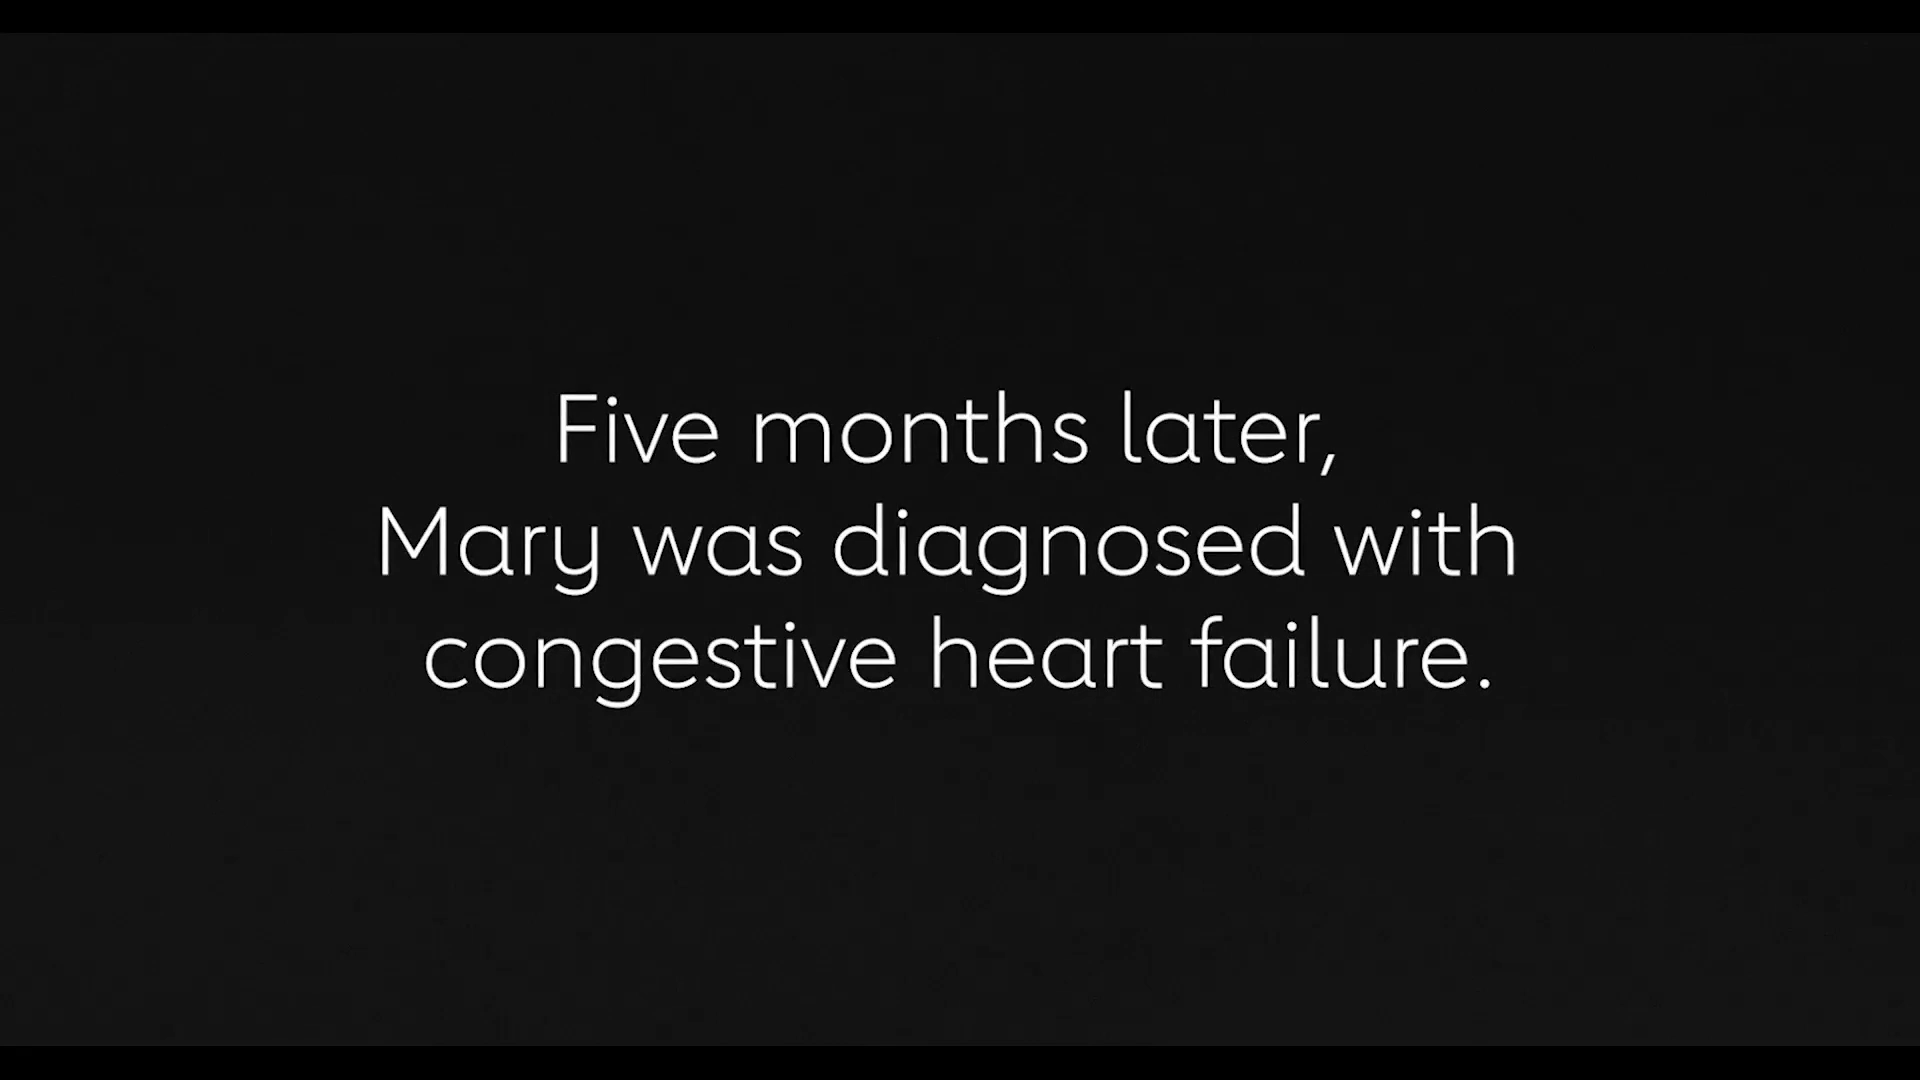 Five months later,
Mary was diagnosed with
congestive heart failure.